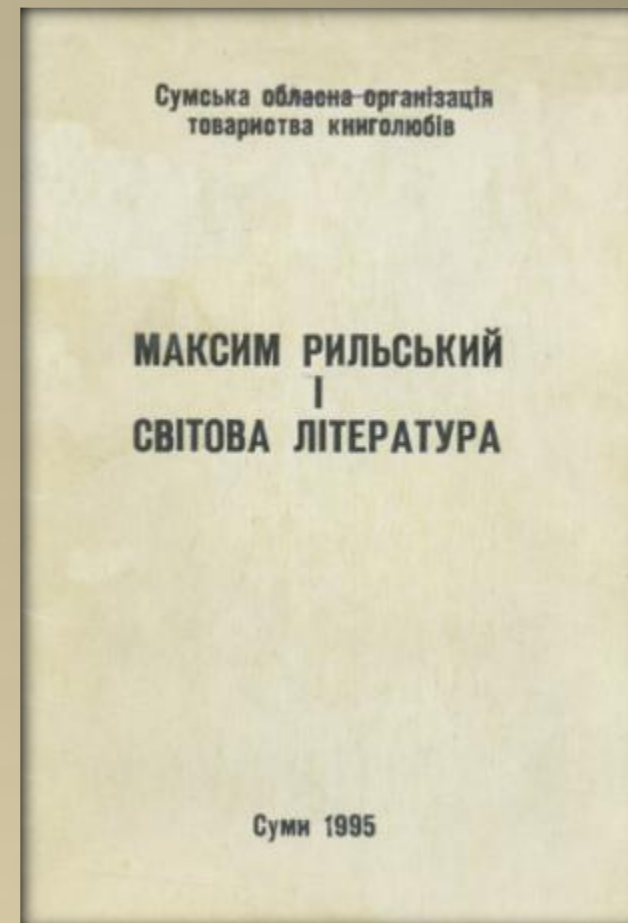 Сумська обласна організація
товариства книголюбів
МАКСИМ РИЛЬСЬКИЙ
І
СВІТОВА ЛІТЕРАТУРА
Суми 1995